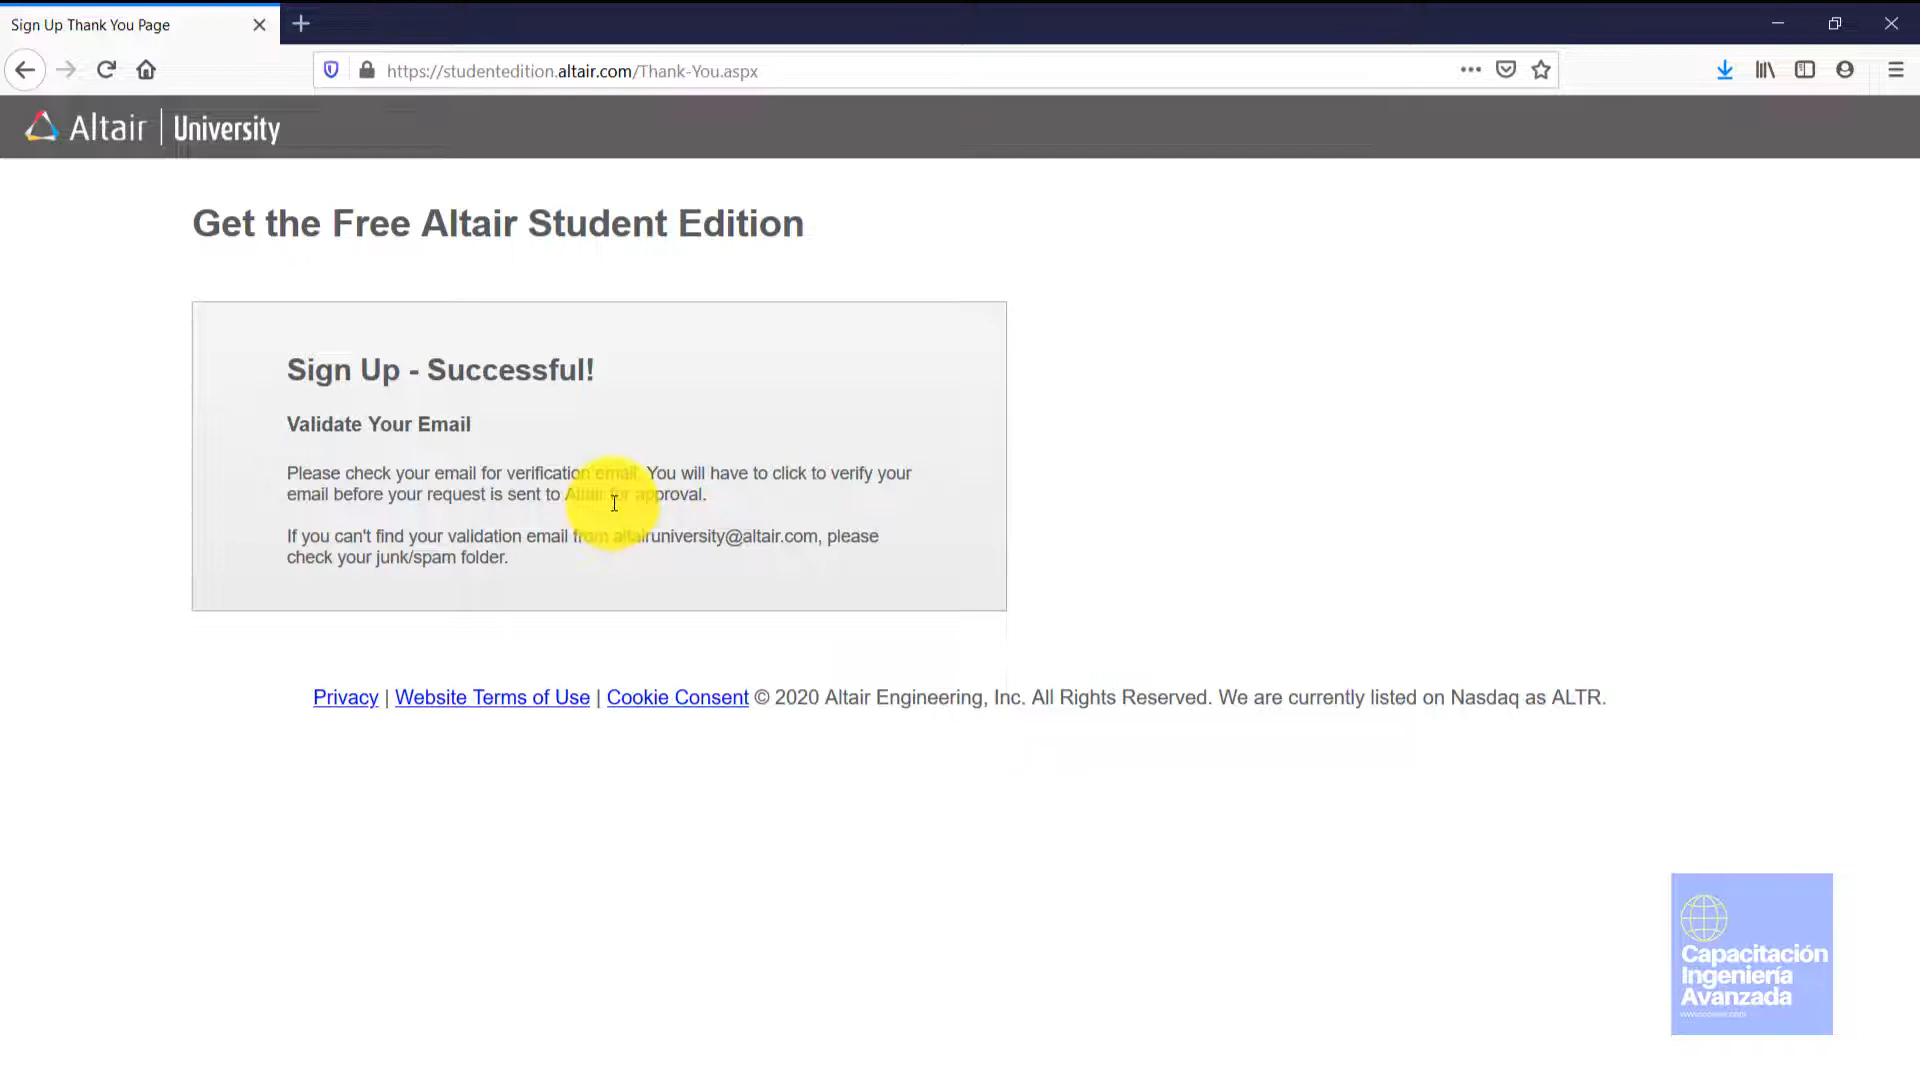 Sign Up Thank You Page
https://studentedition.altair.com/Thank-You.aspx
Altair | University
Get the Free Altair Student Edition
Sign Up - Successful!
Validate Your Email
Please check your email for verification email. You will have to click to verify your
email before your request is sent to Altair for approval.
If you can't find your validation email from altairuniversity@altair.com, please
check your junk/spam folder.
Privacy | Website Terms of Use | Cookie Consent © 2020 Altair Engineering, Inc. All Rights Reserved. We are currently listed on Nasdaq as ALTR.
Capacitación
Ingeniería
Avanzada